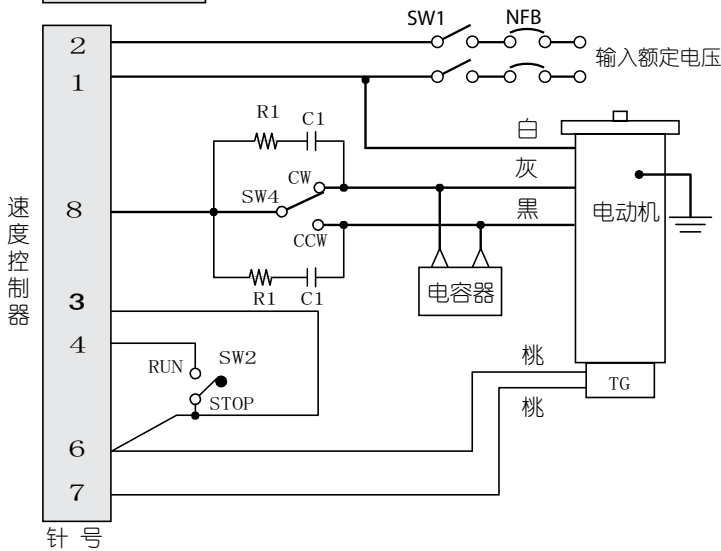 SW1 NFB
2
输入额定电压
1
R1 C1
白
CW
灰
8 SW4
黑
电动机
CCW
速度控制器
R1 C1
电容器
3
4
RUN SW2
桃
STOP
TG
桃
6
7
针 号